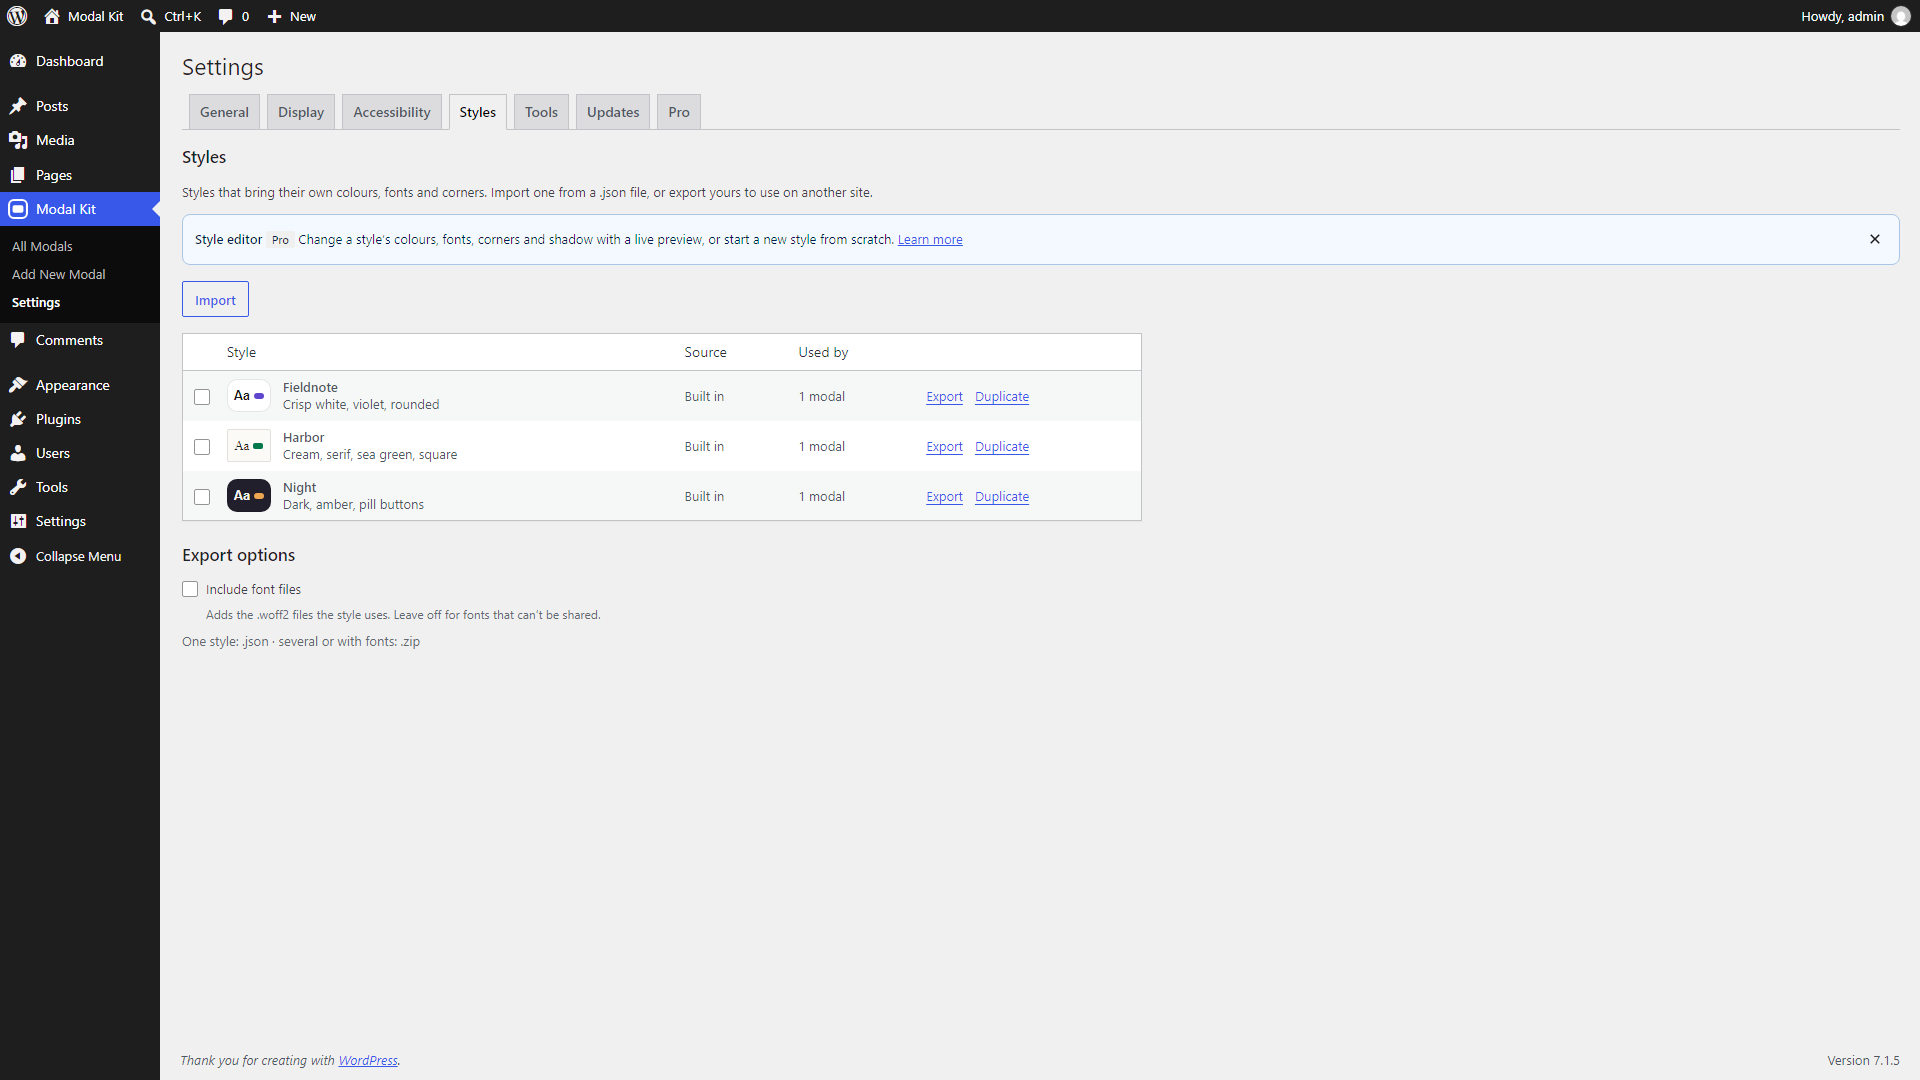 Modal Kit Ctrl+K 0 New Howdy, admin
Dashboard
Posts
Media
Pages
Modal Kit
All Modals
Add New Modal
Settings
Comments
Appearance
Plugins
Users
Tools
Settings
Collapse Menu
Settings
General Display Accessibility Styles Tools Updates Pro
Styles
Styles that bring their own colours, fonts and corners. Import one from a .json file, or export yours to use on another site.
Style editor Pro Change a style's colours, fonts, corners and shadow with a live preview, or start a new style from scratch. Learn more
Import
Style Source Used by
Aa Fieldnote Built in 1 modal Export Duplicate
Crisp white, violet, rounded
Aa Harbor Built in 1 modal Export Duplicate
Cream, serif, sea green, square
Aa Night Built in 1 modal Export Duplicate
Dark, amber, pill buttons
Export options
Include font files
Adds the .woff2 files the style uses. Leave off for fonts that can't be shared.
One style: .json · several or with fonts: .zip
Thank you for creating with WordPress. Version 7.1.5